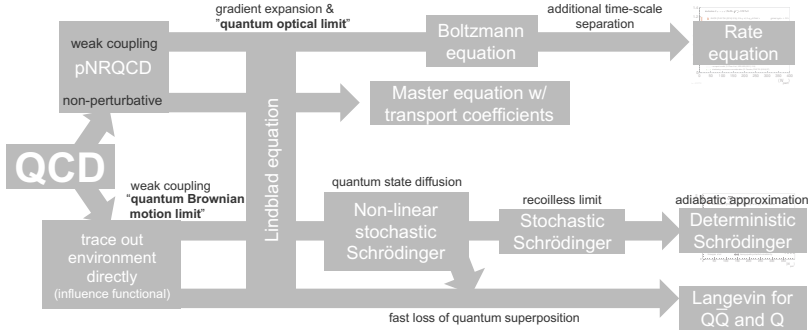 gradient expansion &
"quantum optical limit"
additional time-scale
separation
weak coupling
pNRQCD
non-perturbative
Boltzmann
equation
Rate
equation
Master equation w/
transport coefficients
QCD
Lindblad equation
weak coupling
"quantum Brownian
motion limit"
quantum state diffusion
recoilless limit
adiabatic approximation
trace out
environment
directly
(influence functional)
Non-linear
stochastic
Schrödinger
Stochastic
Schrödinger
Deterministic
Schrödinger
fast loss of quantum superposition
Langevin for
QQ̅ and Q